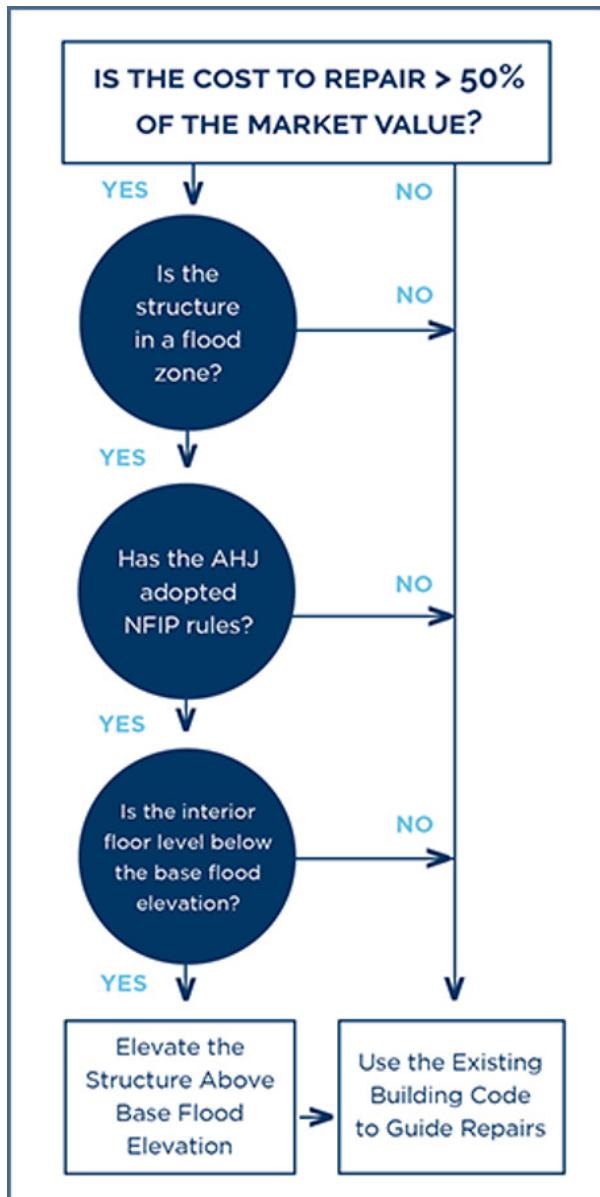 IS THE COST TO REPAIR > 50%
OF THE MARKET VALUE?
YES
NO
Is the
structure
in a flood
zone?
NO
YES
Has the AHJ
adopted
NFIP rules?
NO
YES
Is the interior
floor level below
the base flood
elevation?
NO
YES
Elevate the
Structure Above
Base Flood
Elevation
Use the Existing
Building Code
to Guide Repairs